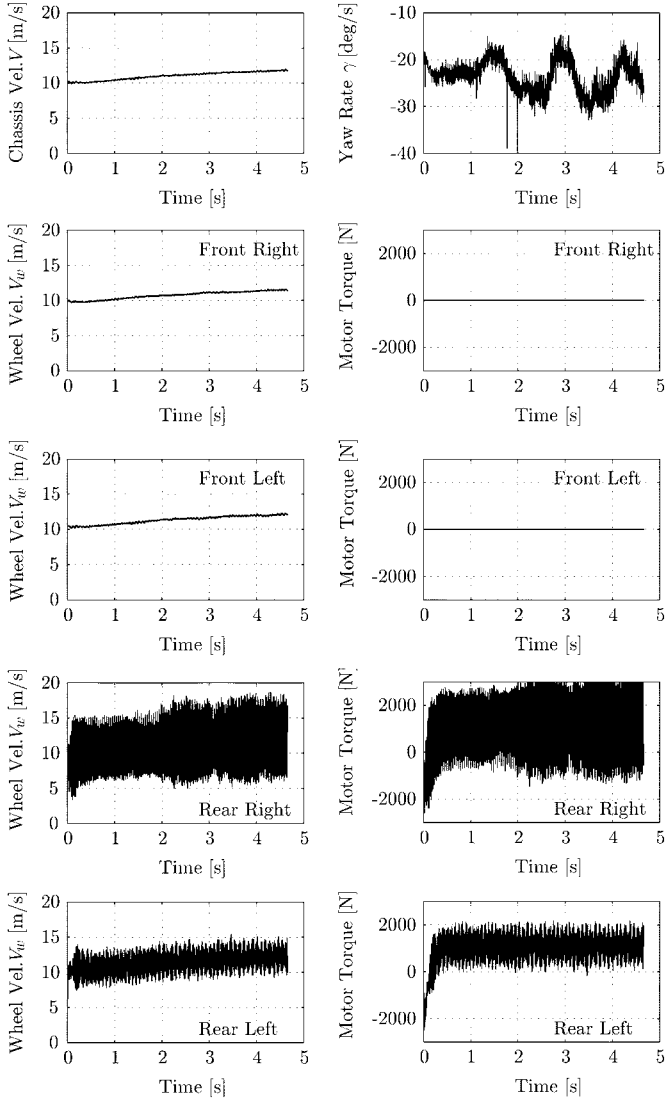 20
15
10
5
0
Chassis Vel. V [m/s]
0 1 2 3 4 5
Time [s]
-10
-20
-30
-40
Yaw Rate γ [deg/s]
0 1 2 3 4 5
Time [s]
20
15
10
5
0
Wheel Vel. V_w [m/s]
Front Right
0 1 2 3 4 5
Time [s]
2000
0
-2000
Motor Torque [N]
Front Right
0 1 2 3 4 5
Time [s]
20
15
10
5
0
Wheel Vel. V_w [m/s]
Front Left
0 1 2 3 4 5
Time [s]
2000
0
-2000
Motor Torque [N]
Front Left
0 1 2 3 4 5
Time [s]
20
15
10
5
0
Wheel Vel. V_w [m/s]
Rear Right
0 1 2 3 4 5
Time [s]
2000
0
-2000
Motor Torque [N]
Rear Right
0 1 2 3 4 5
Time [s]
20
15
10
5
0
Wheel Vel. V_w [m/s]
Rear Left
0 1 2 3 4 5
Time [s]
2000
0
-2000
Motor Torque [N]
Rear Left
0 1 2 3 4 5
Time [s]